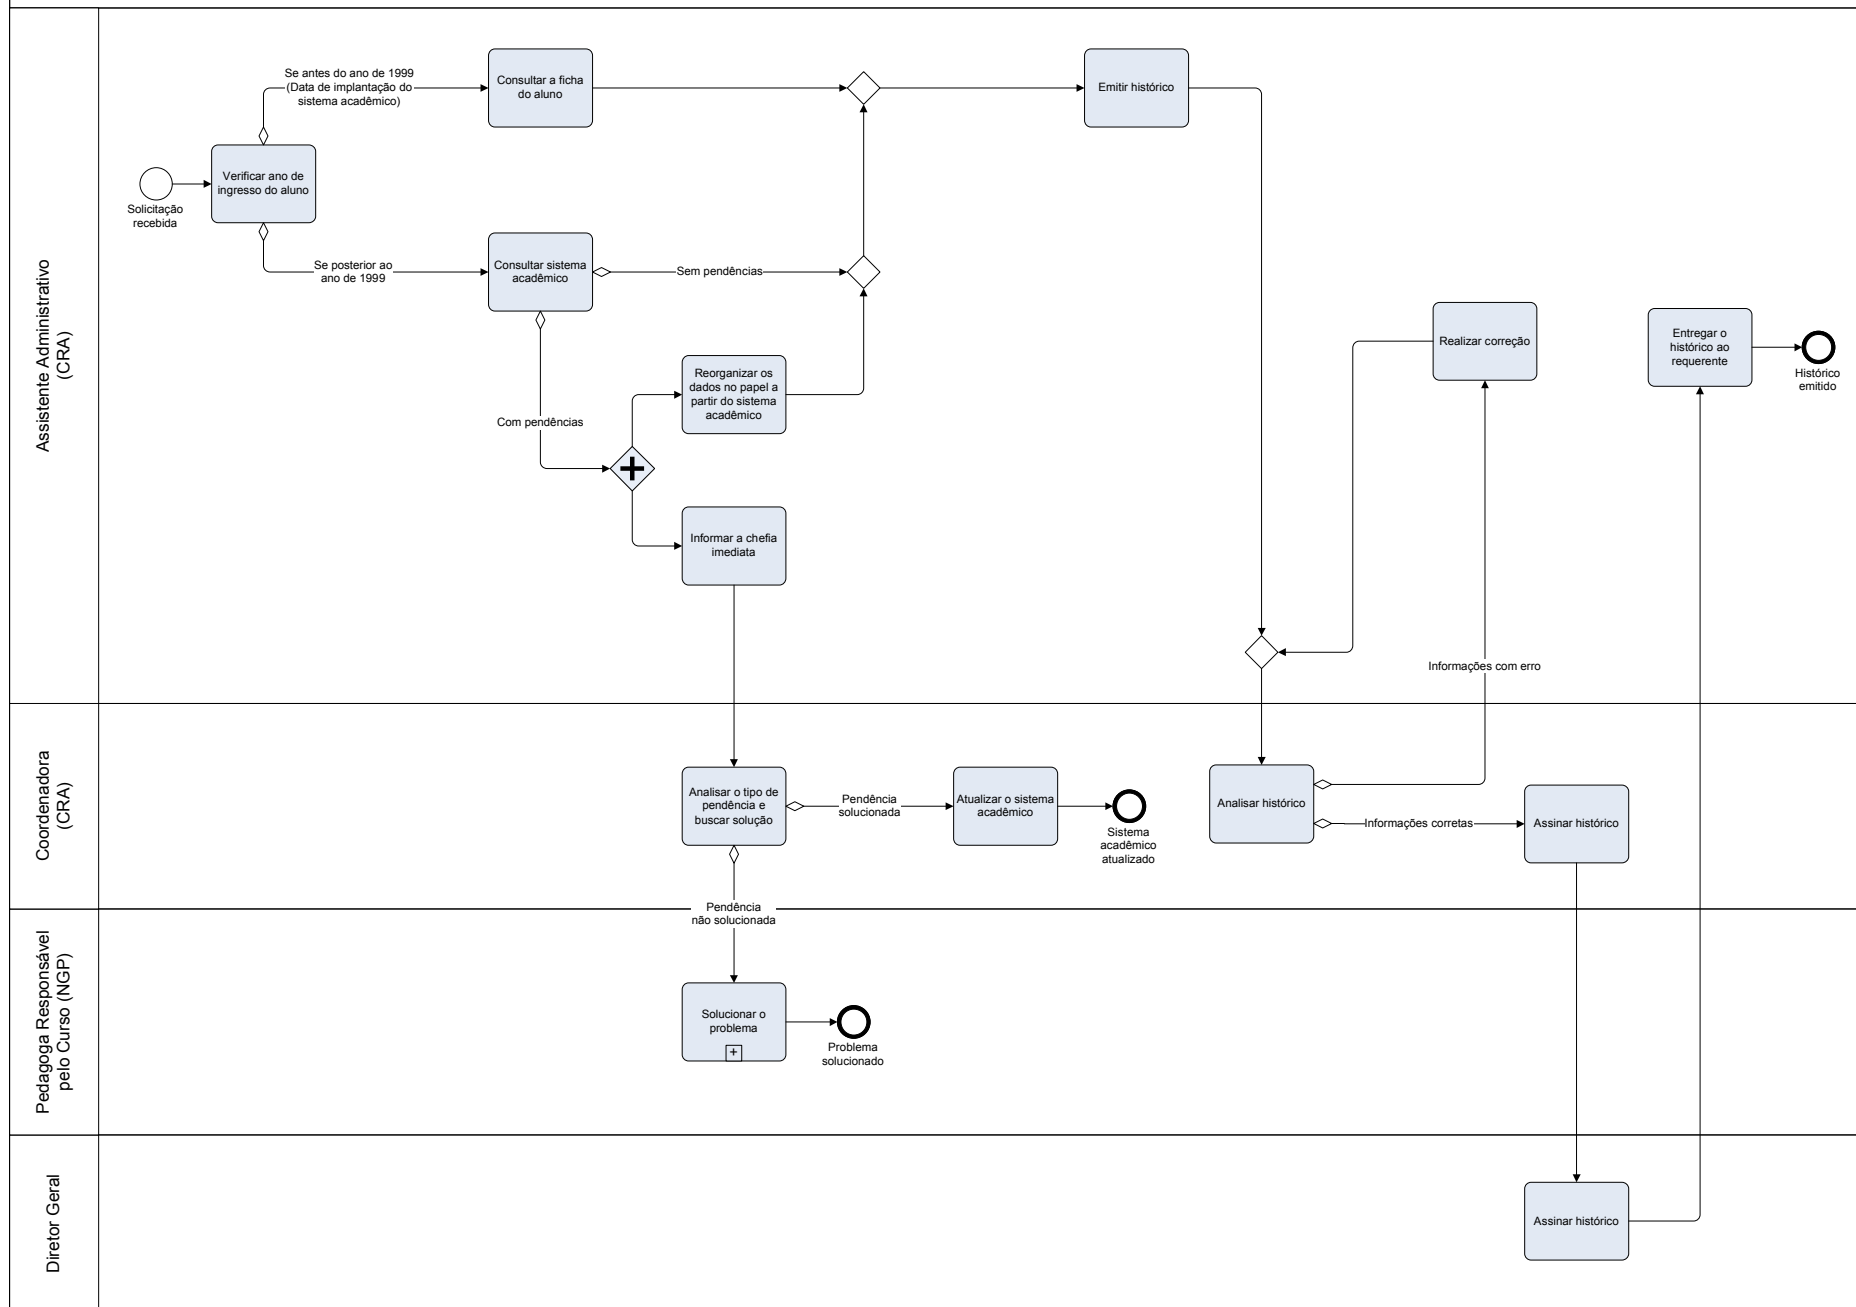 Assistente Administrativo
(CRA)
Solicitação
recebida
Verificar ano de
ingresso do aluno
Se antes do ano de 1999
(Data de implantação do
sistema acadêmico)
Consultar a ficha
do aluno
Emitir histórico
Se posterior ao
ano de 1999
Consultar sistema
acadêmico
Sem pendências
Com pendências
Reorganizar os
dados no papel a
partir do sistema
acadêmico
Informar a chefia
imediata
Realizar correção
Informações com erro
Entregar o
histórico ao
requerente
Histórico
emitido
Coordenadora
(CRA)
Analisar o tipo de
pendência e
buscar solução
Pendência
solucionada
Atualizar o sistema
acadêmico
Sistema
acadêmico
atualizado
Analisar histórico
Informações corretas
Assinar histórico
Pendência
não solucionada
Pedagoga Responsável
pelo Curso (NGP)
Solucionar o
problema
Problema
solucionado
Diretor Geral
Assinar histórico